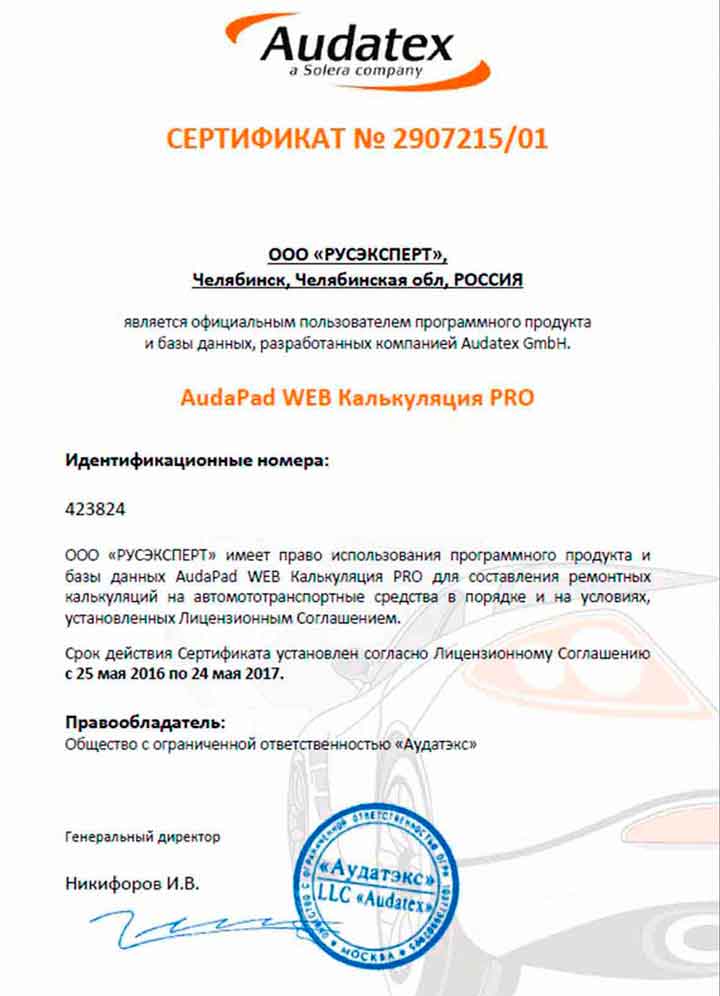 Audatex
a Solera company
СЕРТИФИКАТ № 2907215/01
ООО «РУСЭКСПЕРТ»,
Челябинск, Челябинская обл, РОССИЯ
является официальным пользователем программного продукта
и базы данных, разработанных компанией Audatex GmbH.
AudaPad WEB Калькуляция PRO
Идентификационные номера:
423824
ООО «РУСЭКСПЕРТ» имеет право использования программного продукта и
базы данных AudaPad WEB Калькуляция PRO для составления ремонтных
калькуляций на автомототранспортные средства в порядке и на условиях,
установленных Лицензионным Соглашением.
Срок действия Сертификата установлен согласно Лицензионному Соглашению
с 25 мая 2016 по 24 мая 2017.
Правообладатель:
Общество с ограниченной ответственностью «Аудатэкс»
Генеральный директор
Никифоров И.В.
ОБЩЕСТВО С ОГРАНИЧЕННОЙ ОТВЕТСТВЕННОСТЬЮ ОГРН
«Аудатэкс»
LLC «Audatex»
МОСКВА